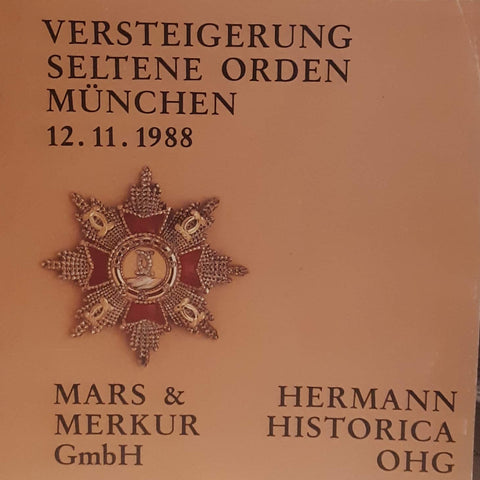 VERSTEIGERUNG
SELTENE ORDEN
MÜNCHEN
12.11.1988
MARS &
MERKUR
GmbH
HERMANN
HISTORICA
OHG